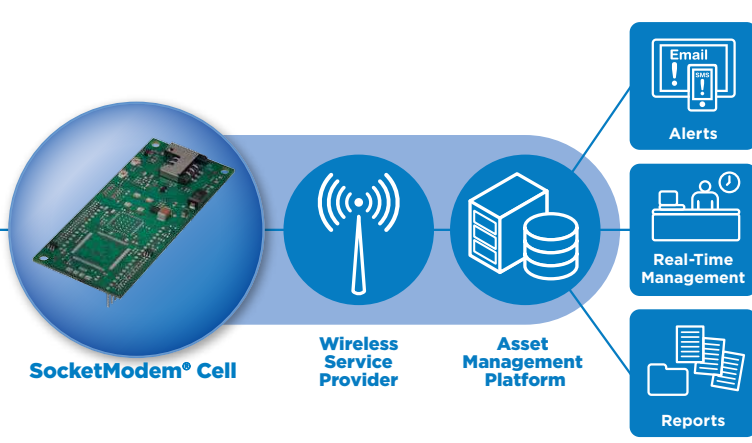 Email
!
SMS
!
Alerts
Real-Time
Management
Reports
SocketModem® Cell
Wireless
Service
Provider
Asset
Management
Platform